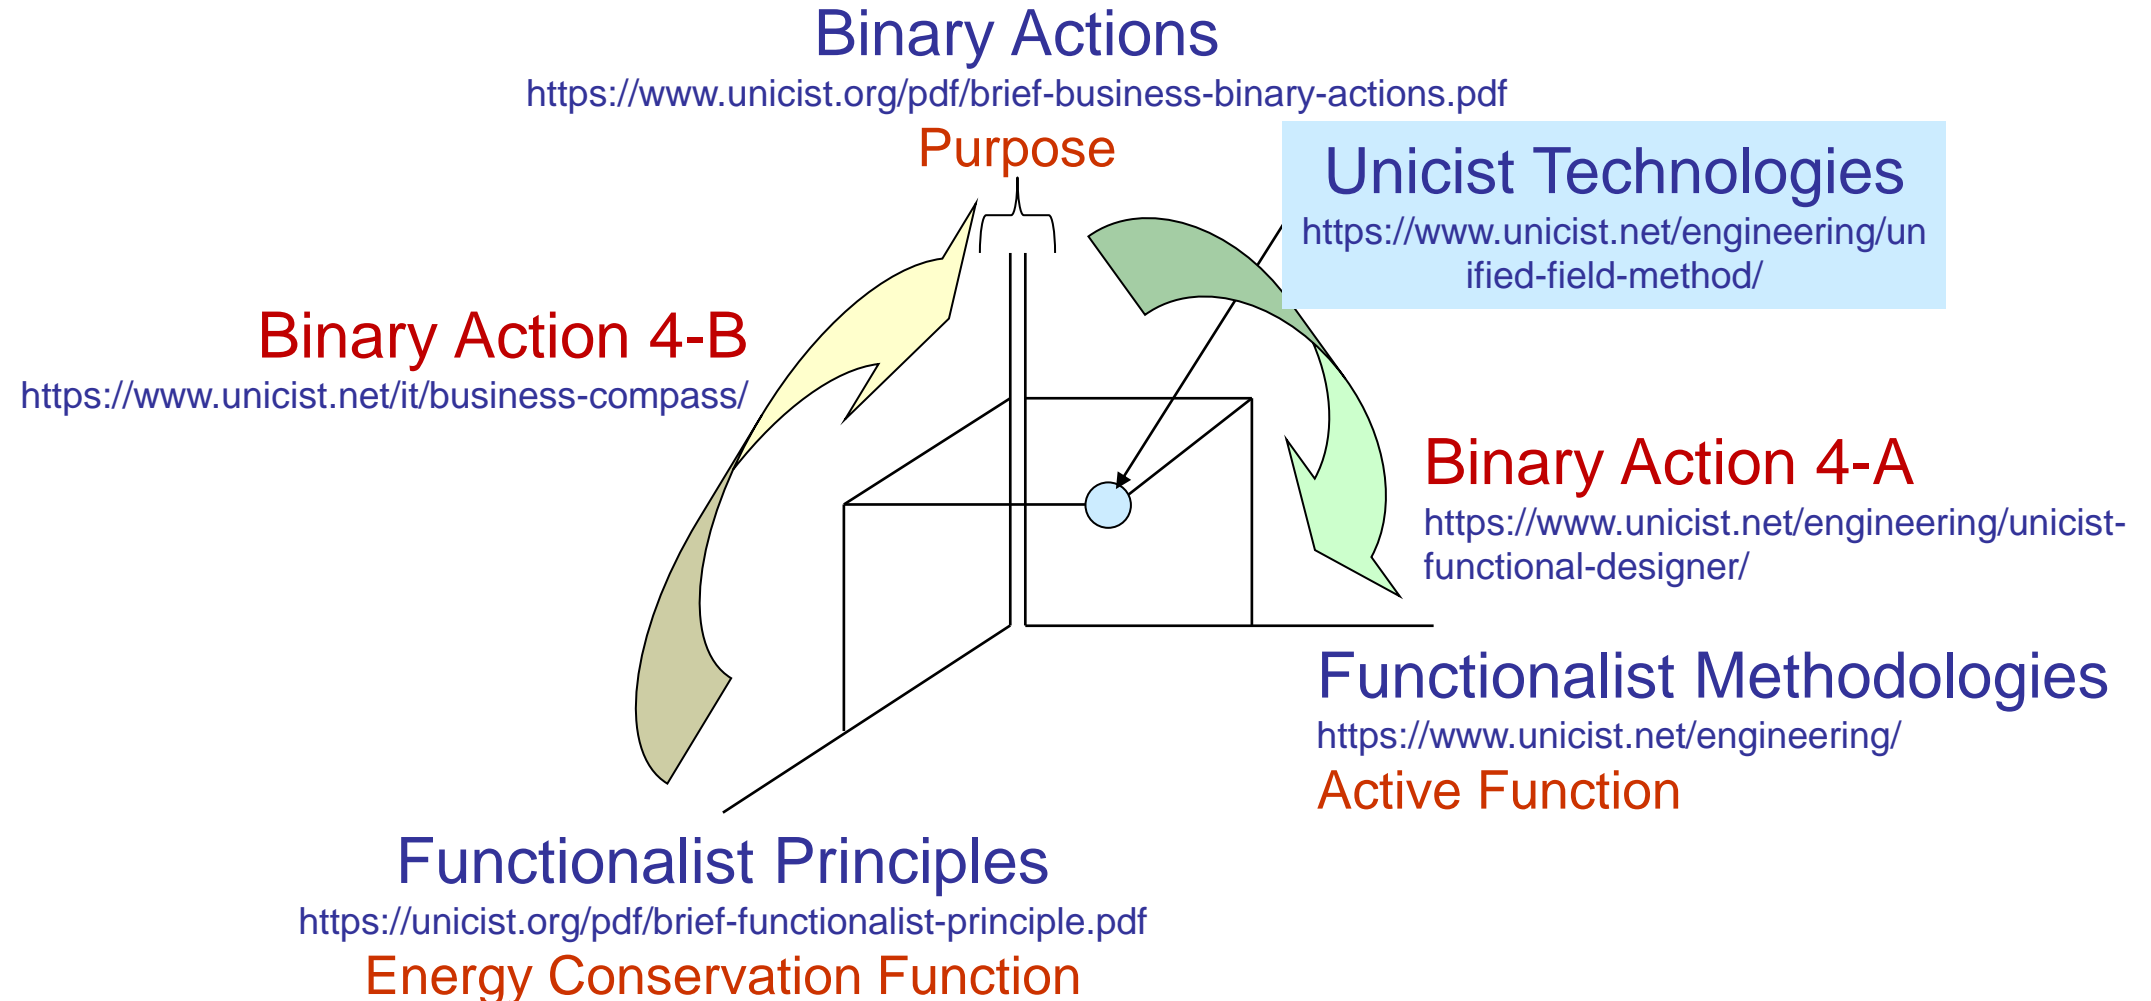 Binary Actions
https://www.unicist.org/pdf/brief-business-binary-actions.pdf
Purpose
Unicist Technologies
https://www.unicist.net/engineering/un
ified-field-method/
Binary Action 4-B
https://www.unicist.net/it/business-compass/
Binary Action 4-A
https://www.unicist.net/engineering/unicist-
functional-designer/
Functionalist Methodologies
https://www.unicist.net/engineering/
Active Function
Functionalist Principles
https://unicist.org/pdf/brief-functionalist-principle.pdf
Energy Conservation Function